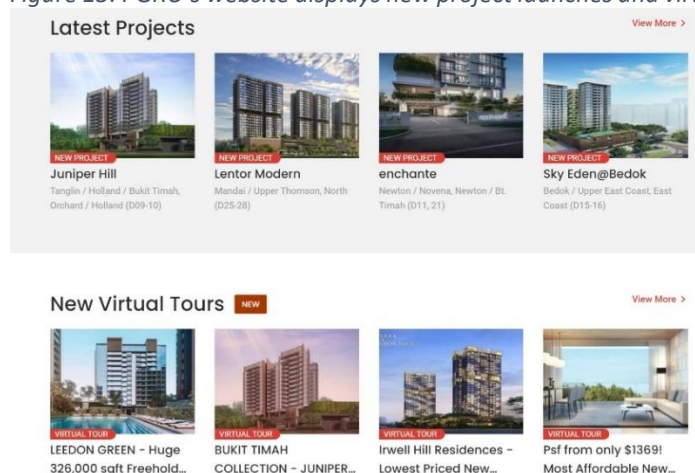 Latest Projects
View More >
NEW PROJECT
NEW PROJECT
NEW PROJECT
NEW PROJECT
Juniper Hill
Lentor Modern
enchante
Sky Eden@Bedok
Tanglin / Holland / Bukit Timah,
Orchard / Holland (D09-10)
Mandai / Upper Thomson, North
(D25-28)
Newton / Novena, Newton / Bt.
Timah (D11, 21)
Bedok / Upper East Coast, East
Coast (D15-16)
New Virtual Tours NEW
View More >
VIRTUAL TOUR
VIRTUAL TOUR
VIRTUAL TOUR
VIRTUAL TOUR
LEEDON GREEN - Huge
326.000 sqft Freehold...
BUKIT TIMAH
COLLECTION - JUNIPER...
Irwell Hill Residences -
Lowest Priced New...
Psf from only $1369!
Most Affordable New...